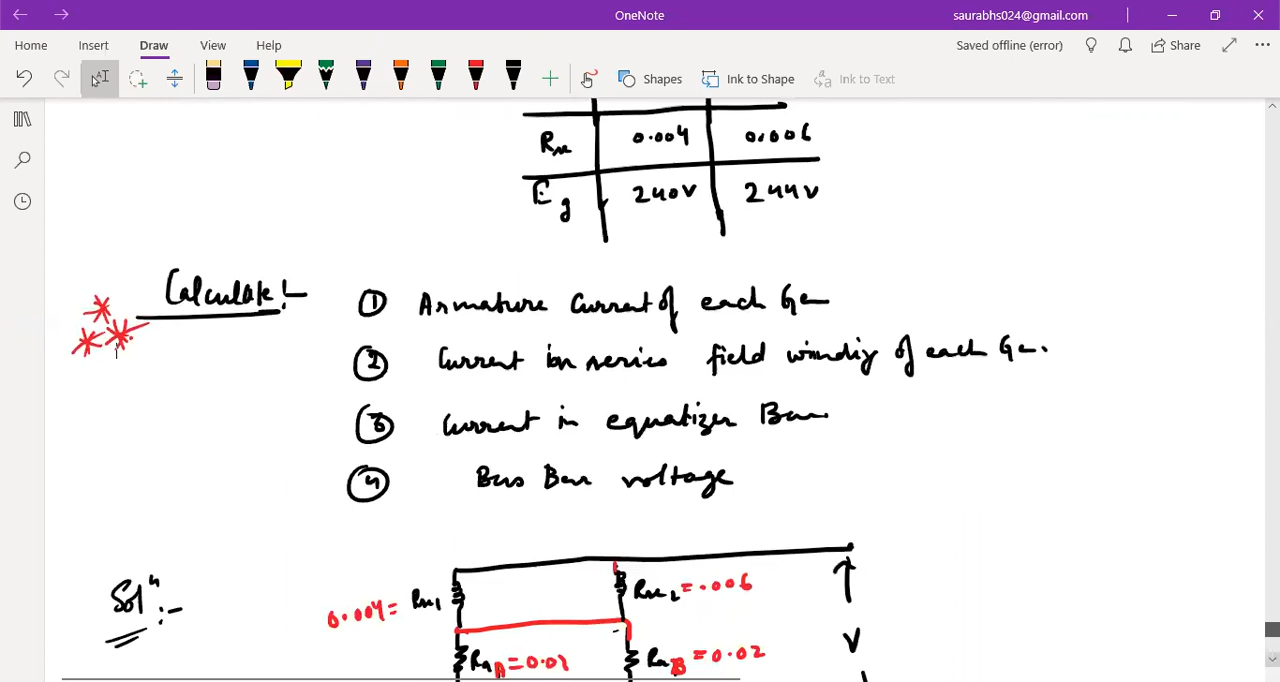 OneNote
saurabhs024@gmail.com
Home Insert Draw View Help
Saved offline (error) Share
Shapes Ink to Shape Ink to Text
Rse 0.004 0.006
Eg 240V 244V
Calculate :-
① Armature Current of each Gen
② Current in series field winding of each Gen.
③ Current in equalizer Bar
④ Bus Bar voltage
Solⁿ :-
0.004 = Rse1
Rse2 = .006
RaA = 0.02
RaB = 0.02
V